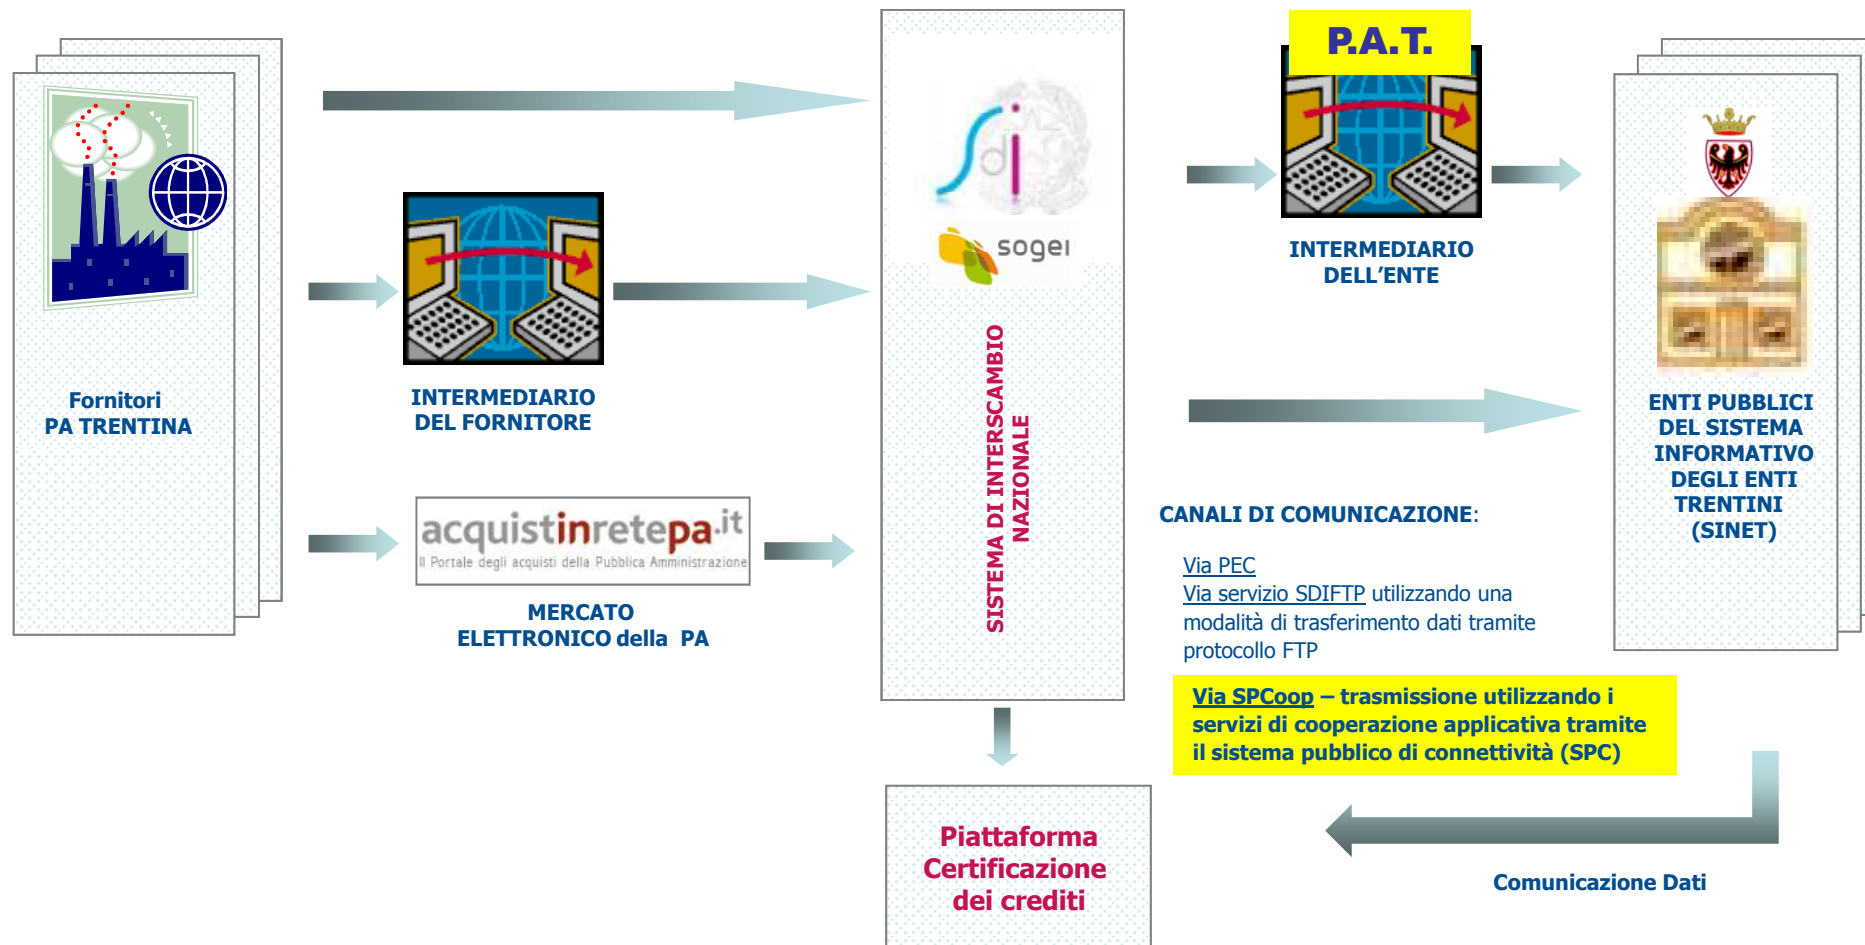 Fornitori
PA TRENTINA
INTERMEDIARIO
DEL FORNITORE
acquistinretepa.it
Il Portale degli acquisti della Pubblica Amministrazione
MERCATO
ELETTRONICO della PA
Sdi
sogei
SISTEMA DI INTERSCAMBIO
NAZIONALE
Piattaforma
Certificazione
dei crediti
P.A.T.
INTERMEDIARIO
DELL’ENTE
CANALI DI COMUNICAZIONE:
Via PEC
Via servizio SDIFTP utilizzando una
modalità di trasferimento dati tramite
protocollo FTP
Via SPCoop – trasmissione utilizzando i
servizi di cooperazione applicativa tramite
il sistema pubblico di connettività (SPC)
ENTI PUBBLICI
DEL SISTEMA
INFORMATIVO
DEGLI ENTI
TRENTINI
(SINET)
Comunicazione Dati